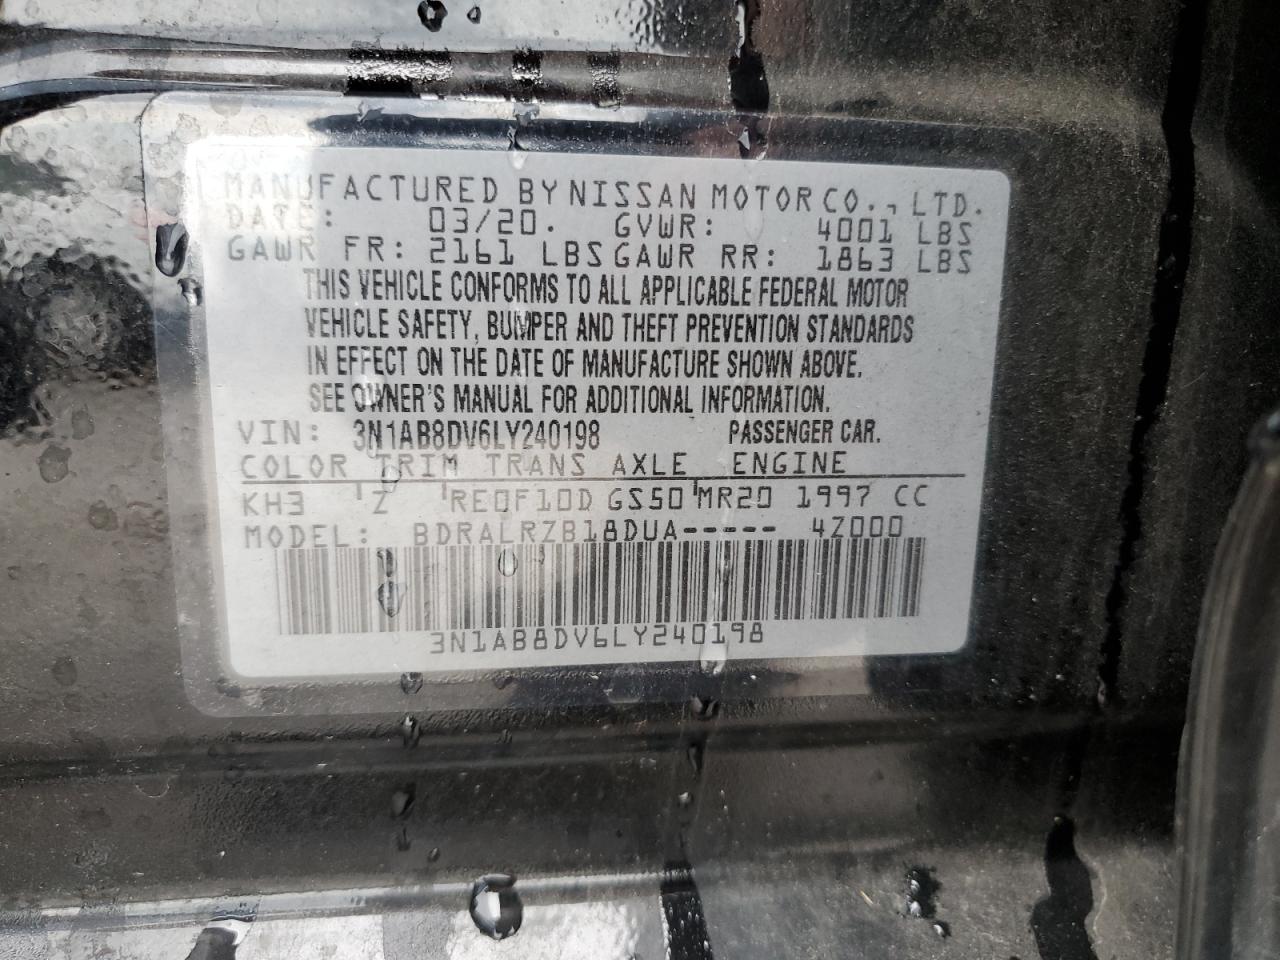 MANUFACTURED BY NISSAN MOTOR CO., LTD.
DATE: 03/20. GVWR: 4001 LBS
GAWR FR: 2161 LBS GAWR RR: 1863 LBS
THIS VEHICLE CONFORMS TO ALL APPLICABLE FEDERAL MOTOR
VEHICLE SAFETY, BUMPER AND THEFT PREVENTION STANDARDS
IN EFFECT ON THE DATE OF MANUFACTURE SHOWN ABOVE.
SEE OWNER'S MANUAL FOR ADDITIONAL INFORMATION.
VIN: 3N1AB8DV6LY240198 PASSENGER CAR.
COLOR TRIM TRANS AXLE ENGINE
KH3 Z RE0F10D GS50 MR20 1997 CC
MODEL: BDRALRZB18DUA----- 4Z000
3N1AB8DV6LY240198